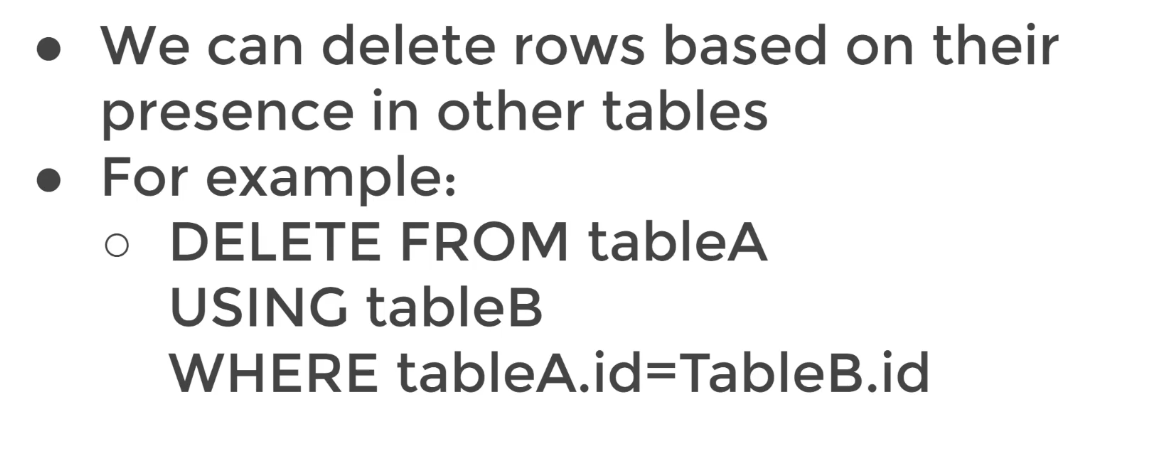 ● We can delete rows based on their
presence in other tables
● For example:
○ DELETE FROM tableA
USING tableB
WHERE tableA.id=TableB.id